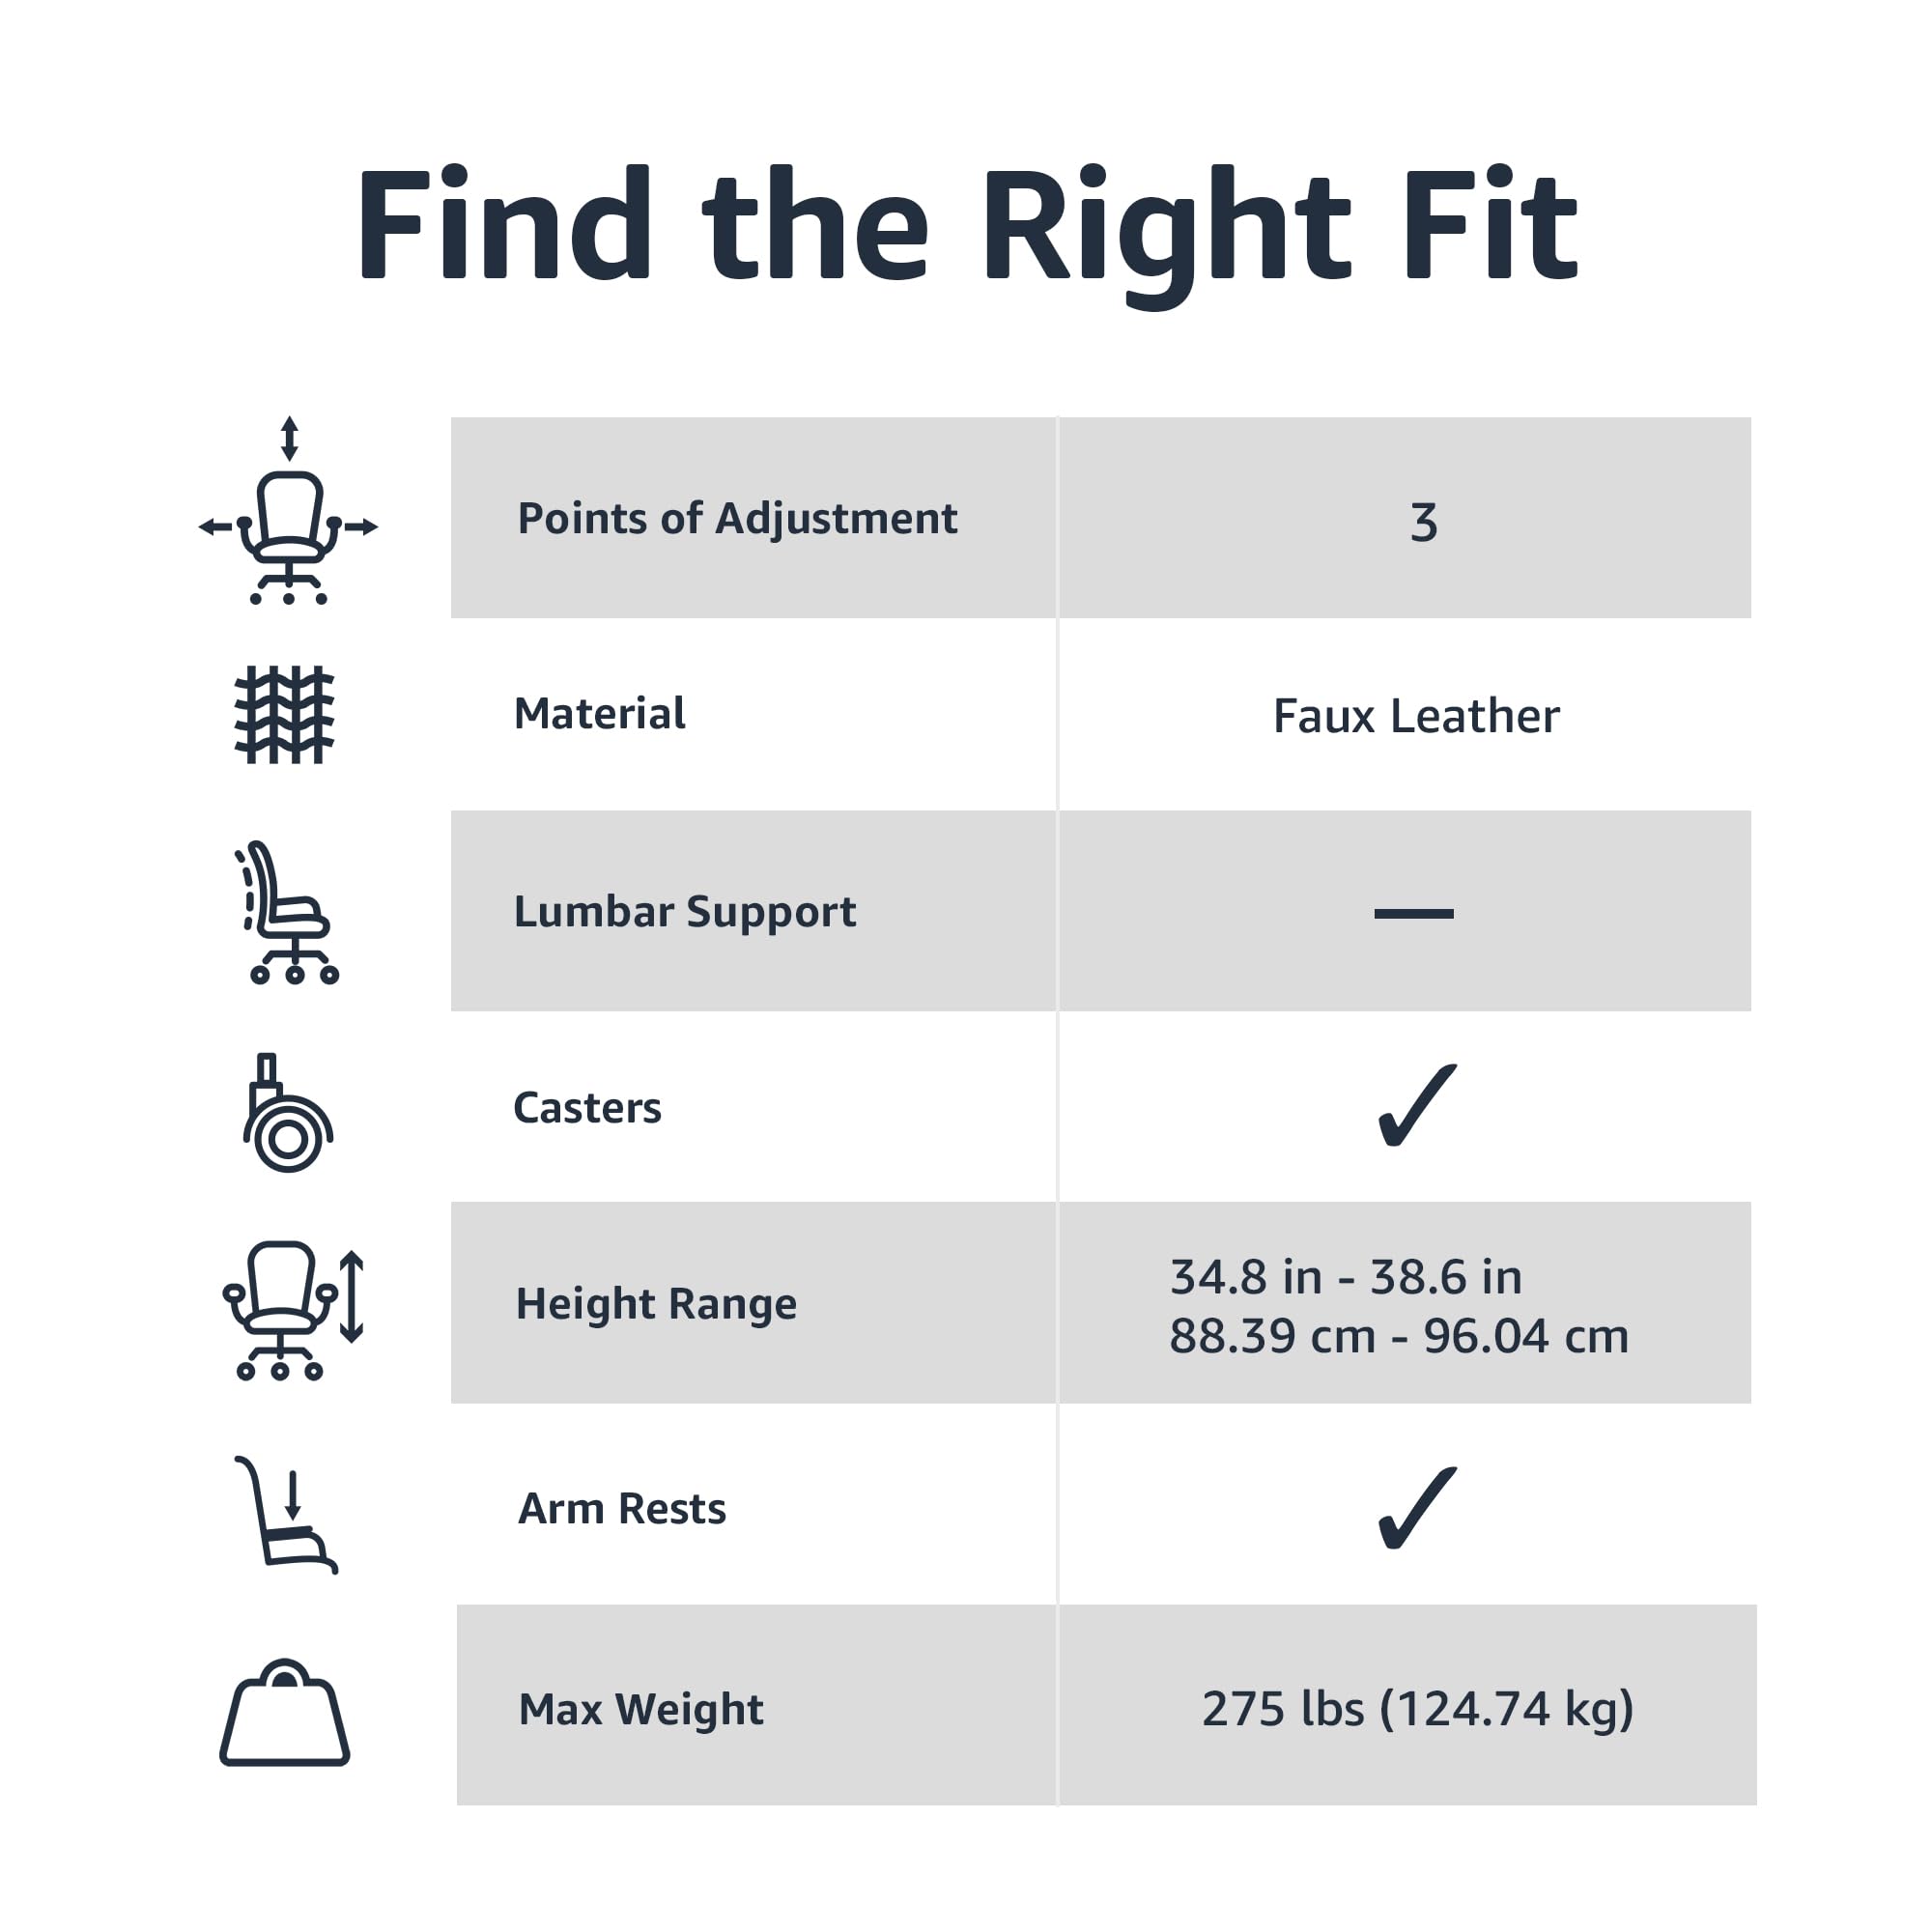 Find the Right Fit
Points of Adjustment
3
Material
Faux Leather
Lumbar Support
—
Casters
✓
Height Range
34.8 in - 38.6 in
88.39 cm - 96.04 cm
Arm Rests
✓
Max Weight
275 lbs (124.74 kg)